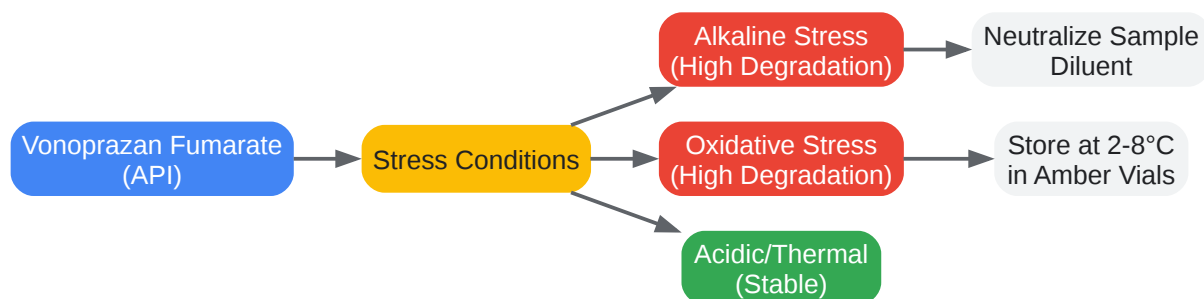 Vonoprazan Fumarate
(API)
Stress Conditions
Alkaline Stress
(High Degradation)
Neutralize Sample
Diluent
Oxidative Stress
(High Degradation)
Store at 2-8°C
in Amber Vials
Acidic/Thermal
(Stable)